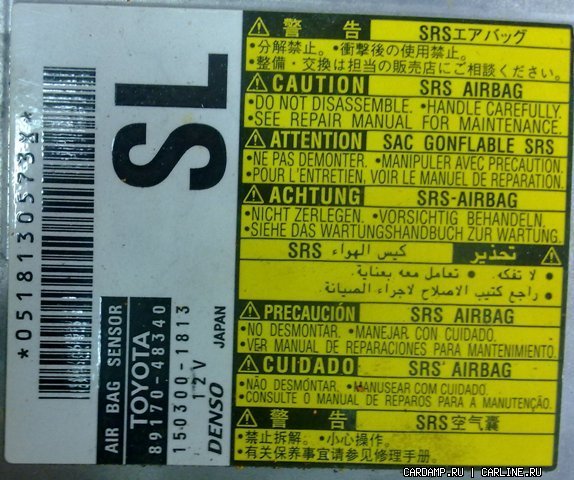 *0518130573X*
SL
AIR BAG SENSOR
TOYOTA
89170-48340
150300-1813
12V
DENSO JAPAN
警 告 SRSエアバッグ
•分解禁止。•衝撃後の使用禁止。
•整備・交換は担当の販売店にご相談ください。
CAUTION SRS AIRBAG
•DO NOT DISASSEMBLE. •HANDLE CAREFULLY.
•SEE REPAIR MANUAL FOR MAINTENANCE.
ATTENTION SAC GONFLABLE SRS
•NE PAS DEMONTER. •MANIPULER AVEC PRECAUTION.
•POUR L'ENTRETIEN, VOIR LE MANUEL DE REPARATION.
ACHTUNG SRS-AIRBAG
•NICHT ZERLEGEN. •VORSICHTIG BEHANDELN.
•SIEHE DAS WARTUNGSHANDBUCH ZUR WARTUNG.
تحذير كيس الهواء SRS
• لا تفكه. • تعامل معه بعناية.
• راجع كتيب الاصلاح لاجراء الصيانة.
PRECAUCIÓN SRS AIRBAG
•NO DESMONTAR. •MANEJAR CON CUIDADO.
•VER MANUAL DE REPARACIONES PARA MANTENIMIENTO.
CUIDADO SRS AIRBAG
•NÃO DESMONTAR. •MANUSEAR COM CUIDADO.
•CONSULTE O MANUAL DE REPAROS PARA A MANUTENÇÃO.
警 告 SRS空气囊
•禁止拆解。•小心操作。
•有关保养事宜请参见修理手册.
CARDAMP.RU | CARLINE.RU